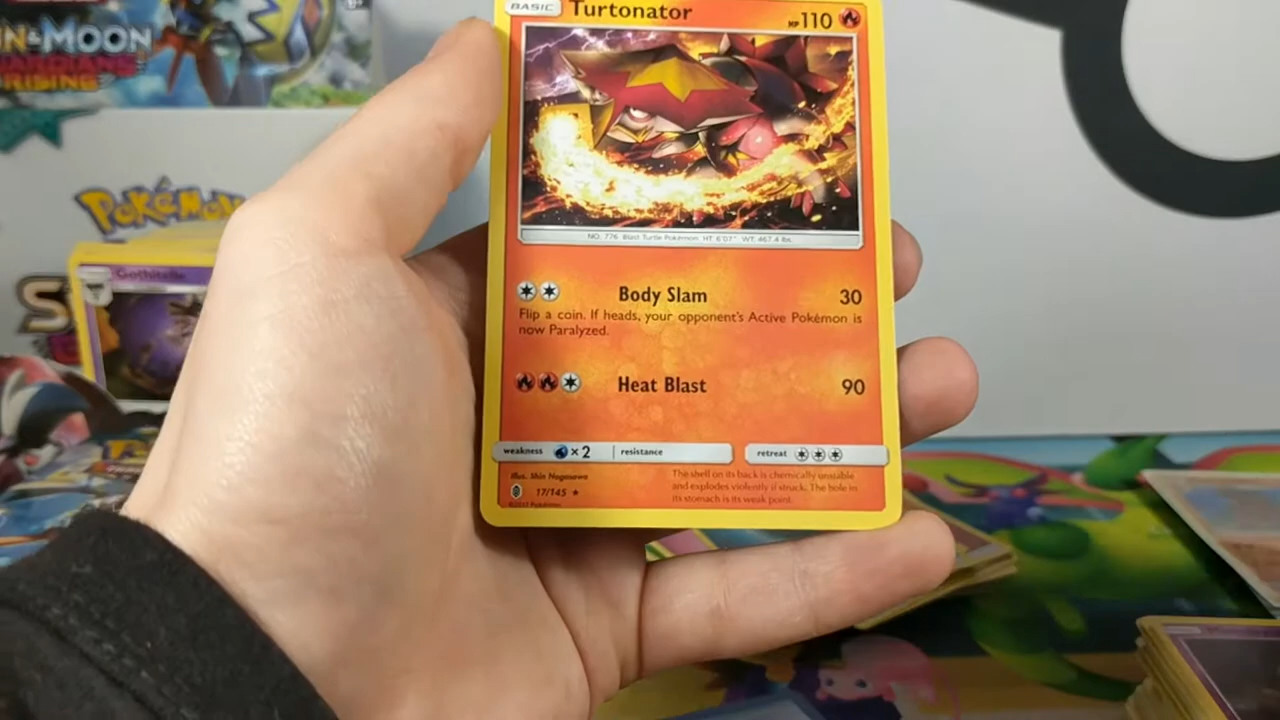 N&MOON
RISING
POKéMON
Gothitelle
BASIC
Turtonator
HP 110
NO. 776 Blast Turtle Pokémon HT: 6'07" WT: 467.4 lbs.
Body Slam 30
Flip a coin. If heads, your opponent's Active Pokémon is
now Paralyzed.
Heat Blast 90
weakness ×2 resistance
retreat
Illus. Shin Nagasawa
17/145 ★
©2017 Pokémon
The shell on its back is chemically unstable
and explodes violently if struck. The hole in
its stomach is its weak point.